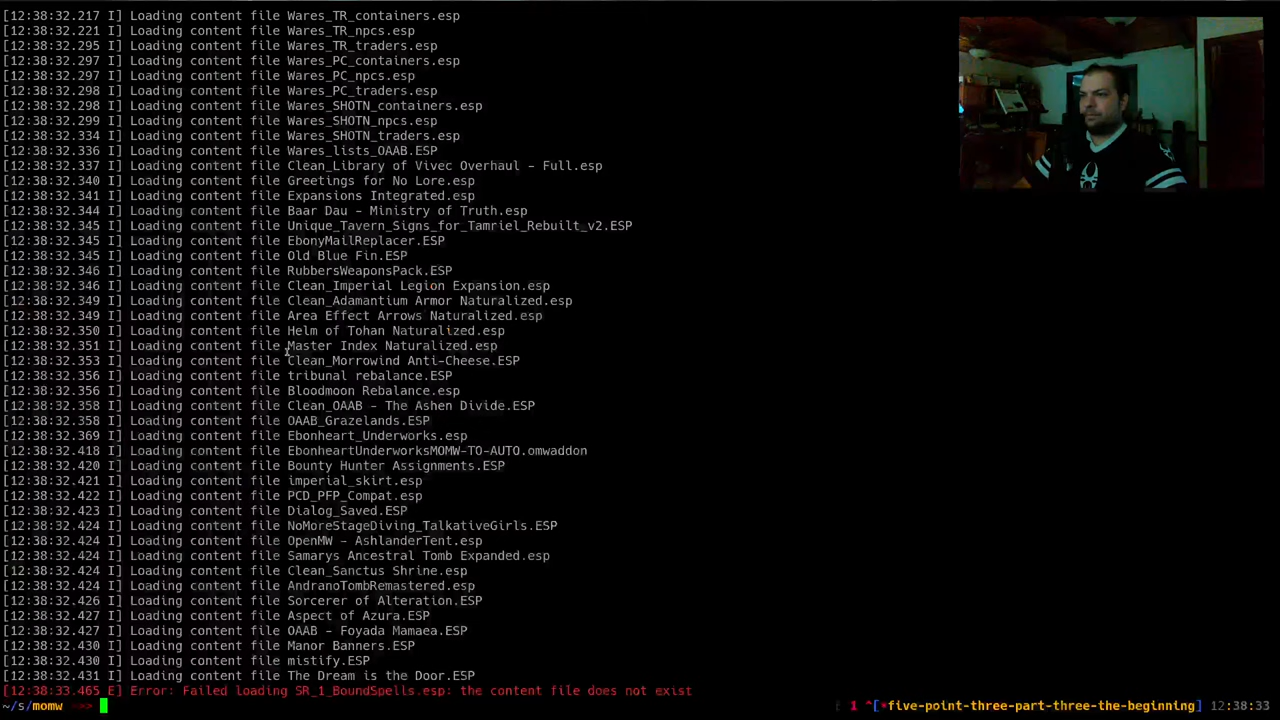 [12:38:32.217 I] Loading content file Wares_TR_containers.esp
[12:38:32.221 I] Loading content file Wares_TR_npcs.esp
[12:38:32.295 I] Loading content file Wares_TR_traders.esp
[12:38:32.297 I] Loading content file Wares_PC_containers.esp
[12:38:32.297 I] Loading content file Wares_PC_npcs.esp
[12:38:32.298 I] Loading content file Wares_PC_traders.esp
[12:38:32.298 I] Loading content file Wares_SHOTN_containers.esp
[12:38:32.299 I] Loading content file Wares_SHOTN_npcs.esp
[12:38:32.334 I] Loading content file Wares_SHOTN_traders.esp
[12:38:32.336 I] Loading content file Wares_lists_OAAB.ESP
[12:38:32.337 I] Loading content file Clean_Library of Vivec Overhaul - Full.esp
[12:38:32.340 I] Loading content file Greetings for No Lore.esp
[12:38:32.341 I] Loading content file Expansions Integrated.esp
[12:38:32.344 I] Loading content file Baar Dau - Ministry of Truth.esp
[12:38:32.345 I] Loading content file Unique_Tavern_Signs_for_Tamriel_Rebuilt_v2.ESP
[12:38:32.345 I] Loading content file EbonyMailReplacer.ESP
[12:38:32.345 I] Loading content file Old Blue Fin.ESP
[12:38:32.346 I] Loading content file RubbersWeaponsPack.ESP
[12:38:32.346 I] Loading content file Clean_Imperial Legion Expansion.esp
[12:38:32.349 I] Loading content file Clean_Adamantium Armor Naturalized.esp
[12:38:32.349 I] Loading content file Area Effect Arrows Naturalized.esp
[12:38:32.350 I] Loading content file Helm of Tohan Naturalized.esp
[12:38:32.351 I] Loading content file Master Index Naturalized.esp
[12:38:32.353 I] Loading content file Clean_Morrowind Anti-Cheese.ESP
[12:38:32.356 I] Loading content file tribunal rebalance.ESP
[12:38:32.356 I] Loading content file Bloodmoon Rebalance.esp
[12:38:32.358 I] Loading content file Clean_OAAB - The Ashen Divide.ESP
[12:38:32.358 I] Loading content file OAAB_Grazelands.ESP
[12:38:32.369 I] Loading content file Ebonheart_Underworks.esp
[12:38:32.418 I] Loading content file EbonheartUnderworksMOMW-TO-AUTO.omwaddon
[12:38:32.420 I] Loading content file Bounty Hunter Assignments.ESP
[12:38:32.421 I] Loading content file imperial_skirt.esp
[12:38:32.422 I] Loading content file PCD_PFP_Compat.esp
[12:38:32.423 I] Loading content file Dialog_Saved.ESP
[12:38:32.424 I] Loading content file NoMoreStageDiving_TalkativeGirls.ESP
[12:38:32.424 I] Loading content file OpenMW - AshlanderTent.esp
[12:38:32.424 I] Loading content file Samarys Ancestral Tomb Expanded.esp
[12:38:32.424 I] Loading content file Clean_Sanctus Shrine.esp
[12:38:32.424 I] Loading content file AndranoTombRemastered.esp
[12:38:32.426 I] Loading content file Sorcerer of Alteration.ESP
[12:38:32.427 I] Loading content file Aspect of Azura.ESP
[12:38:32.427 I] Loading content file OAAB - Foyada Mamaea.ESP
[12:38:32.430 I] Loading content file Manor Banners.ESP
[12:38:32.430 I] Loading content file mistify.ESP
[12:38:32.431 I] Loading content file The Dream is the Door.ESP
[12:38:33.465 E] Error: Failed loading SR_1_BoundSpells.esp: the content file does not exist
~/s/momw >>> 1 ^[*five-point-three-part-three-the-beginning] 12:38:33